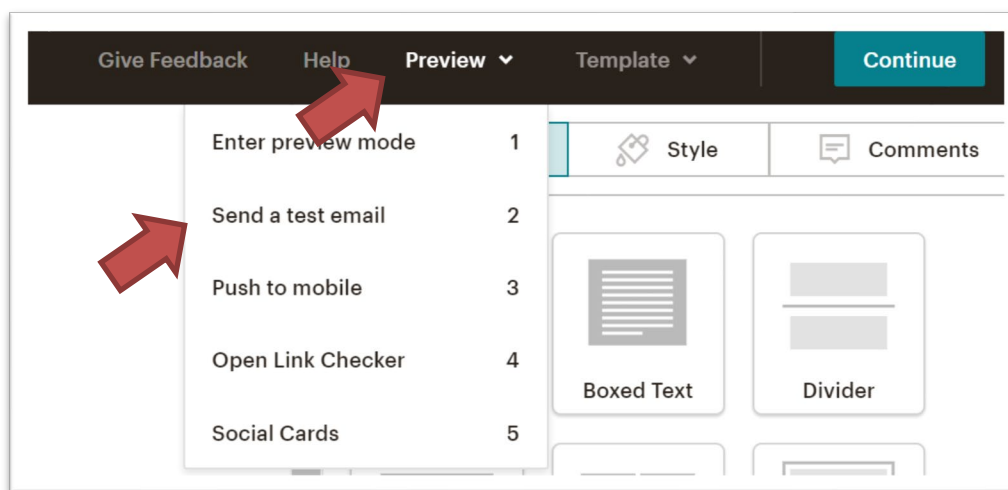 Give Feedback Help Preview Template Continue
Enter preview mode 1
Style Comments
Send a test email 2
Push to mobile 3
Open Link Checker 4
Boxed Text Divider
Social Cards 5